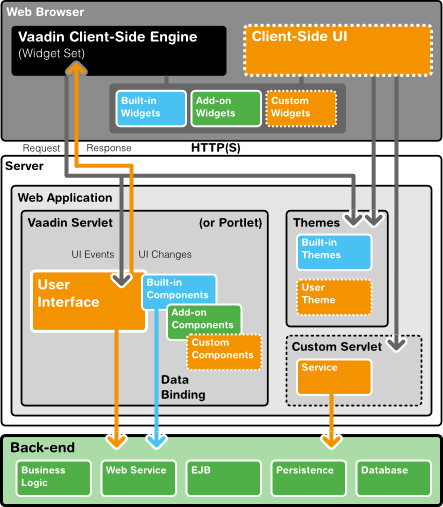 Web Browser
Vaadin Client-Side Engine
(Widget Set)
Client-Side UI
Built-in
Widgets
Add-on
Widgets
Custom
Widgets
Request
Response
HTTP(S)
Server
Web Application
Vaadin Servlet
(or Portlet)
UI Events
UI Changes
User
Interface
Built-in
Components
Add-on
Components
Custom
Components
Data
Binding
Themes
Built-in
Themes
User
Theme
Custom Servlet
Service
Back-end
Business
Logic
Web Service
EJB
Persistence
Database